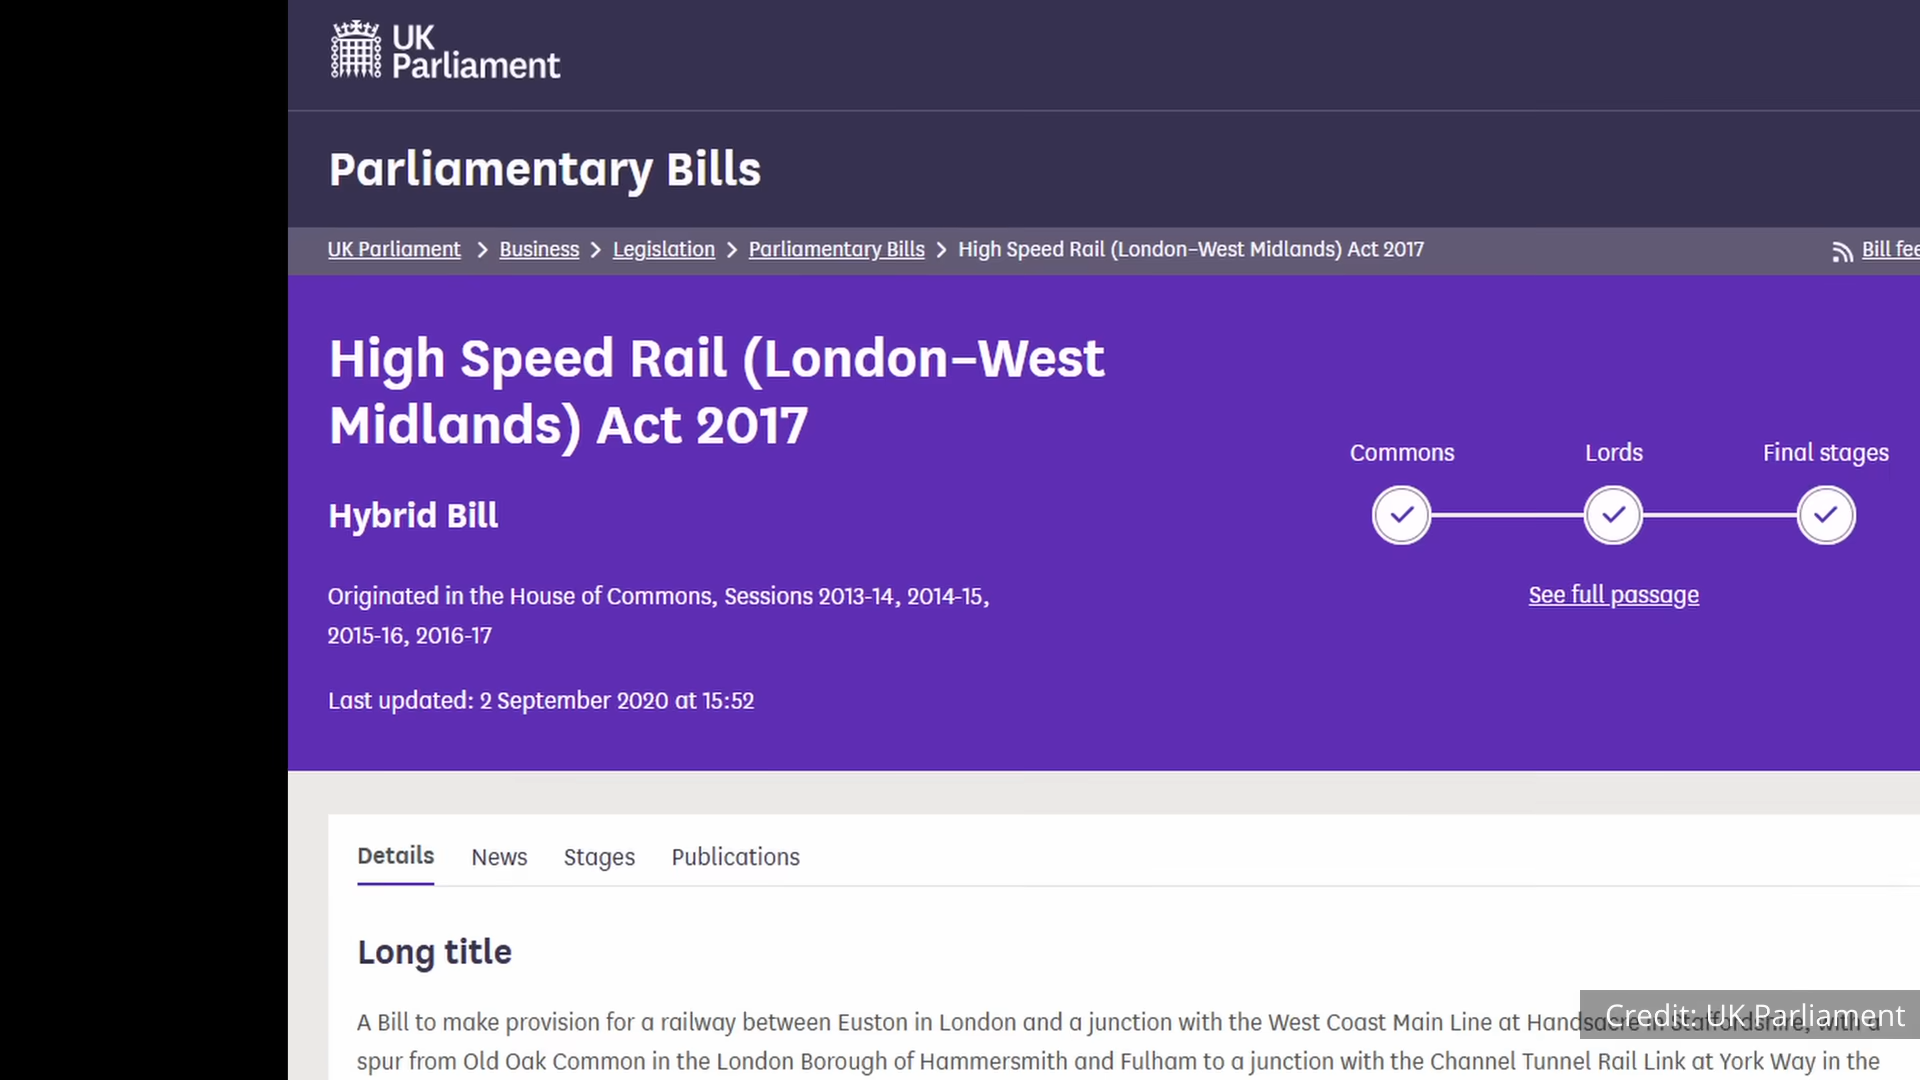 UK
Parliament
Parliamentary Bills
UK Parliament > Business > Legislation > Parliamentary Bills > High Speed Rail (London–West Midlands) Act 2017
Bill fee
High Speed Rail (London–West
Midlands) Act 2017
Hybrid Bill
Originated in the House of Commons, Sessions 2013-14, 2014-15,
2015-16, 2016-17
Last updated: 2 September 2020 at 15:52
Commons Lords Final stages
See full passage
Details News Stages Publications
Long title
A Bill to make provision for a railway between Euston in London and a junction with the West Coast Main Line at Handsacre in Staffordshire, with a
spur from Old Oak Common in the London Borough of Hammersmith and Fulham to a junction with the Channel Tunnel Rail Link at York Way in the
Credit: UK Parliament